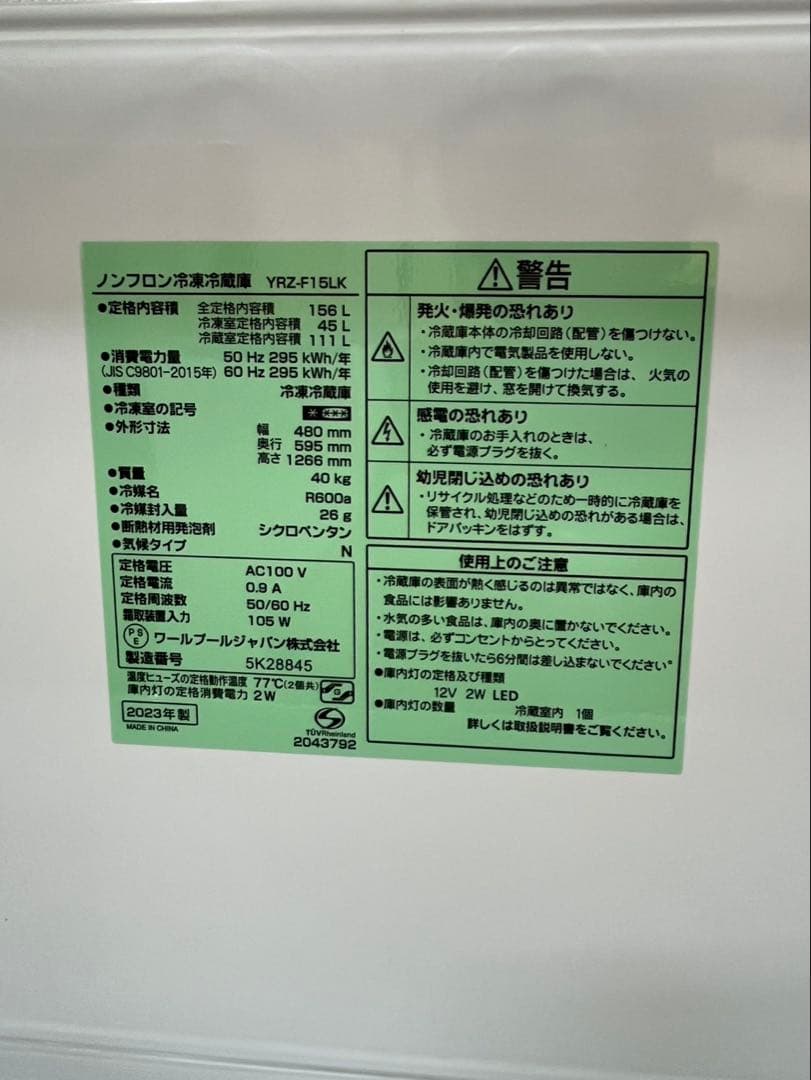 ノンフロン冷凍冷蔵庫 YRZ-F15LK
●定格内容積 全定格内容積 156 L
冷凍室定格内容積 45 L
冷蔵室定格内容積 111 L
●消費電力量 50 Hz 295 kWh/年
(JIS C9801-2015年) 60 Hz 295 kWh/年
●種類 冷凍冷蔵庫
●冷凍室の記号
●外形寸法 幅 480 mm
奥行 595 mm
高さ 1266 mm
●質量 40 kg
●冷媒名 R600a
●冷媒封入量 26 g
●断熱材用発泡剤 シクロペンタン
●気候タイプ N
定格電圧 AC100 V
定格電流 0.9 A
定格周波数 50/60 Hz
霜取装置入力 105 W
PSE ワールプールジャパン株式会社
製造番号 5K28845
温度ヒューズの定格動作温度 77℃(2個共)
庫内灯の定格消費電力 2W
2023年製
MADE IN CHINA
TÜVRheinland
2043792
⚠警告
発火・爆発の恐れあり
・冷蔵庫本体の冷却回路(配管)を傷つけない。
・冷蔵庫内で電気製品を使用しない。
・冷却回路(配管)を傷つけた場合は、火気の
使用を避け、窓を開けて換気する。
感電の恐れあり
・冷蔵庫のお手入れのときは、
必ず電源プラグを抜く。
幼児閉じ込めの恐れあり
・リサイクル処理などのため一時的に冷蔵庫を
保管され、幼児閉じ込めの恐れがある場合は、
ドアパッキンをはずす。
使用上のご注意
・冷蔵庫の表面が熱く感じるのは異常ではなく、庫内の
食品には影響ありません。
・水気の多い食品は、庫内の奥に置かないでください。
・電源は、必ずコンセントからとってください。
・電源プラグを抜いたら6分間は差し込まないでください。
●庫内灯の定格及び種類
12V 2W LED
●庫内灯の数量 冷蔵室内 1個
詳しくは取扱説明書をご覧ください。